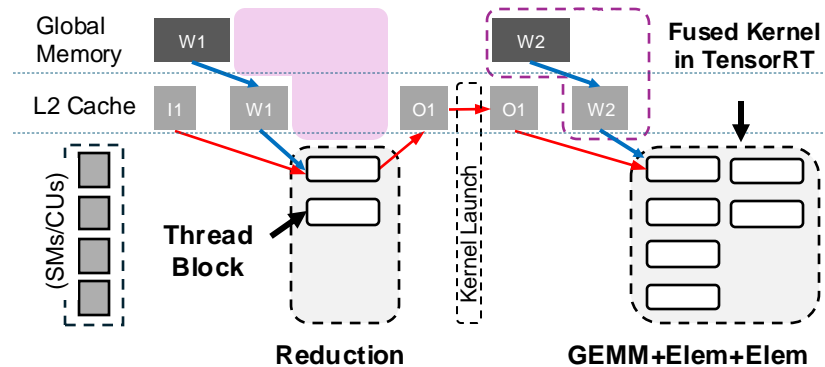 Global
Memory
W1
W2
Fused Kernel
in TensorRT
L2 Cache
I1
W1
O1
O1
W2
(SMs/CUs)
Thread
Block
Kernel Launch
Reduction
GEMM+Elem+Elem